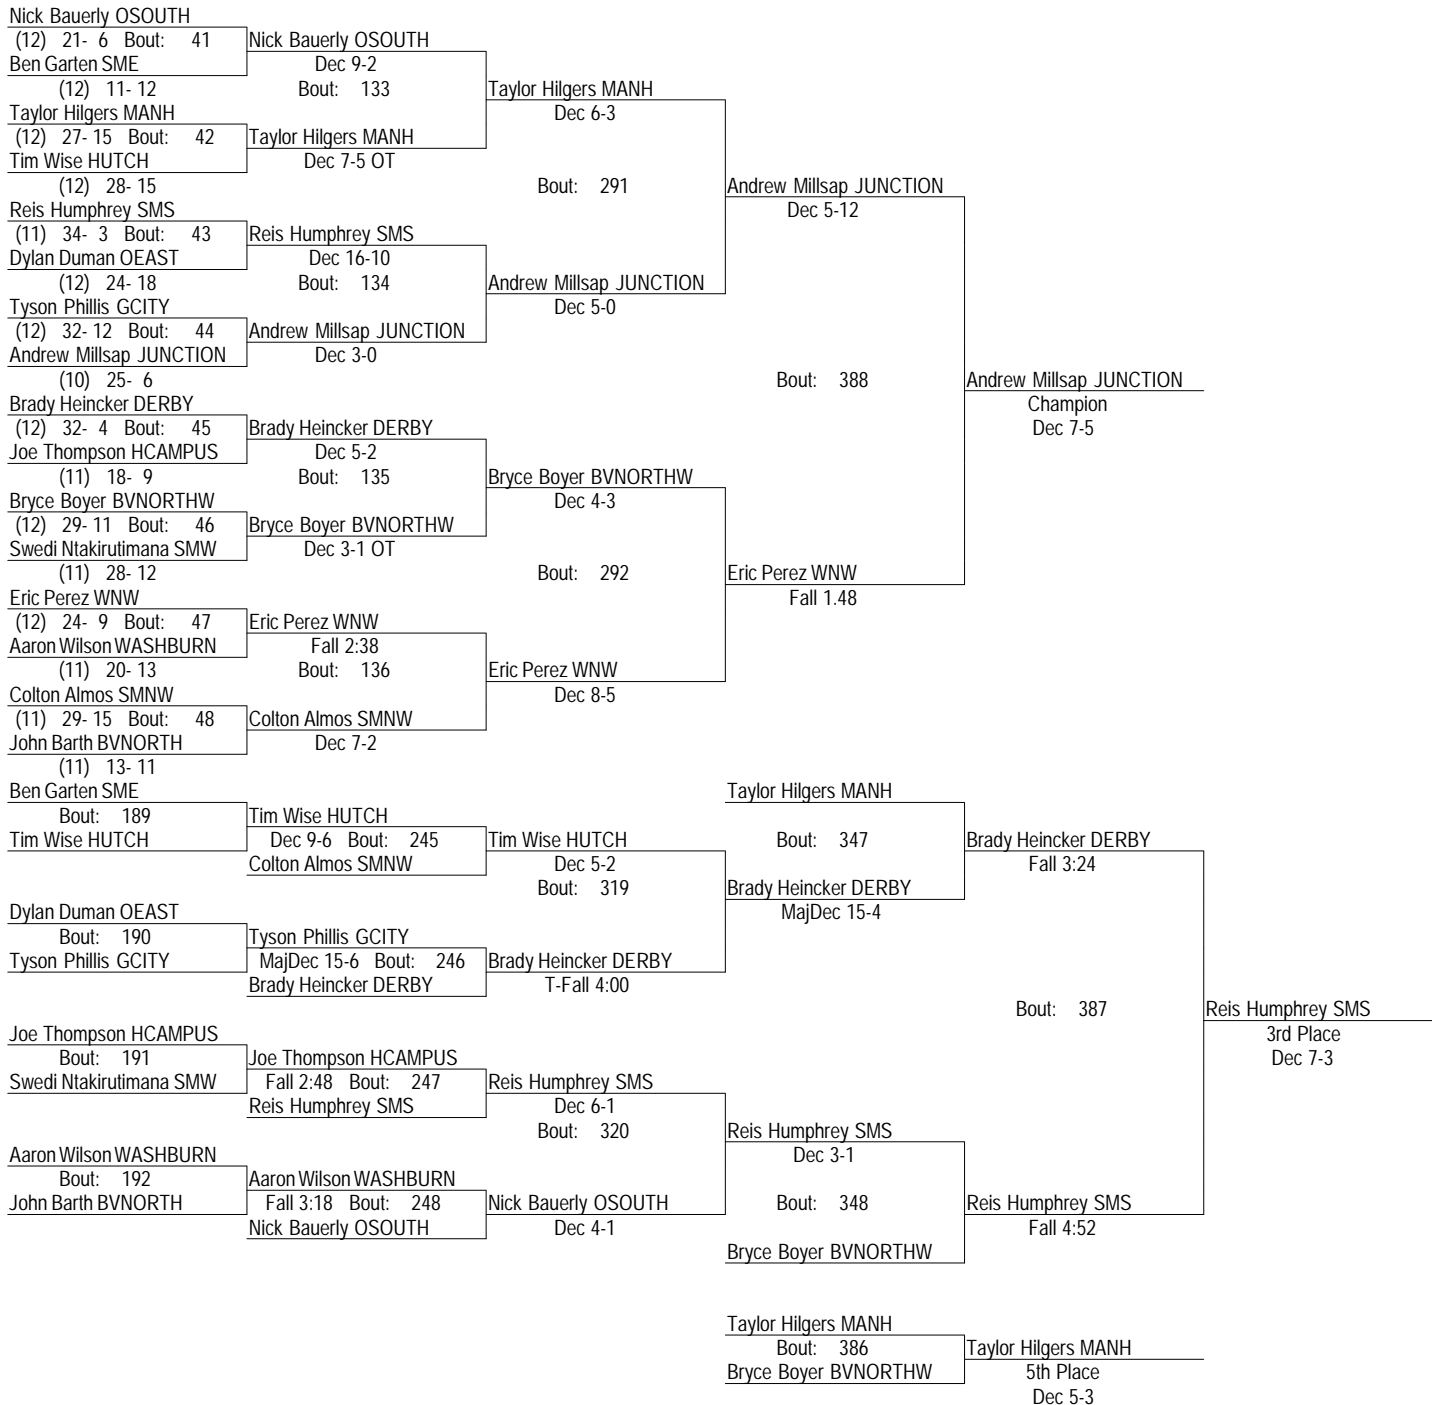 Nick Bauerly OSOUTH
(12) 21- 6 Bout: 41 Nick Bauerly OSOUTH
Ben Garten SME Dec 9-2
(12) 11- 12 Bout: 133 Taylor Hilgers MANH
Taylor Hilgers MANH Dec 6-3
(12) 27- 15 Bout: 42 Taylor Hilgers MANH
Tim Wise HUTCH Dec 7-5 OT
(12) 28- 15 Bout: 291 Andrew Millsap JUNCTION
Reis Humphrey SMS Dec 5-12
(11) 34- 3 Bout: 43 Reis Humphrey SMS
Dylan Duman OEAST Dec 16-10
(12) 24- 18 Bout: 134 Andrew Millsap JUNCTION
Tyson Phillis GCITY Dec 5-0
(12) 32- 12 Bout: 44 Andrew Millsap JUNCTION
Andrew Millsap JUNCTION Dec 3-0
(10) 25- 6 Bout: 388 Andrew Millsap JUNCTION
Brady Heincker DERBY Champion
(12) 32- 4 Bout: 45 Brady Heincker DERBY Dec 7-5
Joe Thompson HCAMPUS Dec 5-2
(11) 18- 9 Bout: 135 Bryce Boyer BVNORTHW
Bryce Boyer BVNORTHW Dec 4-3
(12) 29- 11 Bout: 46 Bryce Boyer BVNORTHW
Swedi Ntakirutimana SMW Dec 3-1 OT
(11) 28- 12 Bout: 292 Eric Perez WNW
Eric Perez WNW Fall 1.48
(12) 24- 9 Bout: 47 Eric Perez WNW
Aaron Wilson WASHBURN Fall 2:38
(11) 20- 13 Bout: 136 Eric Perez WNW
Colton Almos SMNW Dec 8-5
(11) 29- 15 Bout: 48 Colton Almos SMNW
John Barth BVNORTH Dec 7-2
(11) 13- 11
Ben Garten SME Taylor Hilgers MANH
Bout: 189 Tim Wise HUTCH
Tim Wise HUTCH Dec 9-6 Bout: 245 Tim Wise HUTCH Bout: 347 Brady Heincker DERBY
Colton Almos SMNW Dec 5-2 Fall 3:24
Bout: 319 Brady Heincker DERBY
Dylan Duman OEAST MajDec 15-4
Bout: 190 Tyson Phillis GCITY
Tyson Phillis GCITY MajDec 15-6 Bout: 246 Brady Heincker DERBY
Brady Heincker DERBY T-Fall 4:00
Bout: 387 Reis Humphrey SMS
Joe Thompson HCAMPUS 3rd Place
Bout: 191 Joe Thompson HCAMPUS Dec 7-3
Swedi Ntakirutimana SMW Fall 2:48 Bout: 247 Reis Humphrey SMS
Reis Humphrey SMS Dec 6-1
Bout: 320 Reis Humphrey SMS
Aaron Wilson WASHBURN Dec 3-1
Bout: 192 Aaron Wilson WASHBURN
John Barth BVNORTH Fall 3:18 Bout: 248 Nick Bauerly OSOUTH Bout: 348 Reis Humphrey SMS
Nick Bauerly OSOUTH Dec 4-1 Fall 4:52
Bryce Boyer BVNORTHW
Taylor Hilgers MANH
Bout: 386 Taylor Hilgers MANH
Bryce Boyer BVNORTHW 5th Place
Dec 5-3